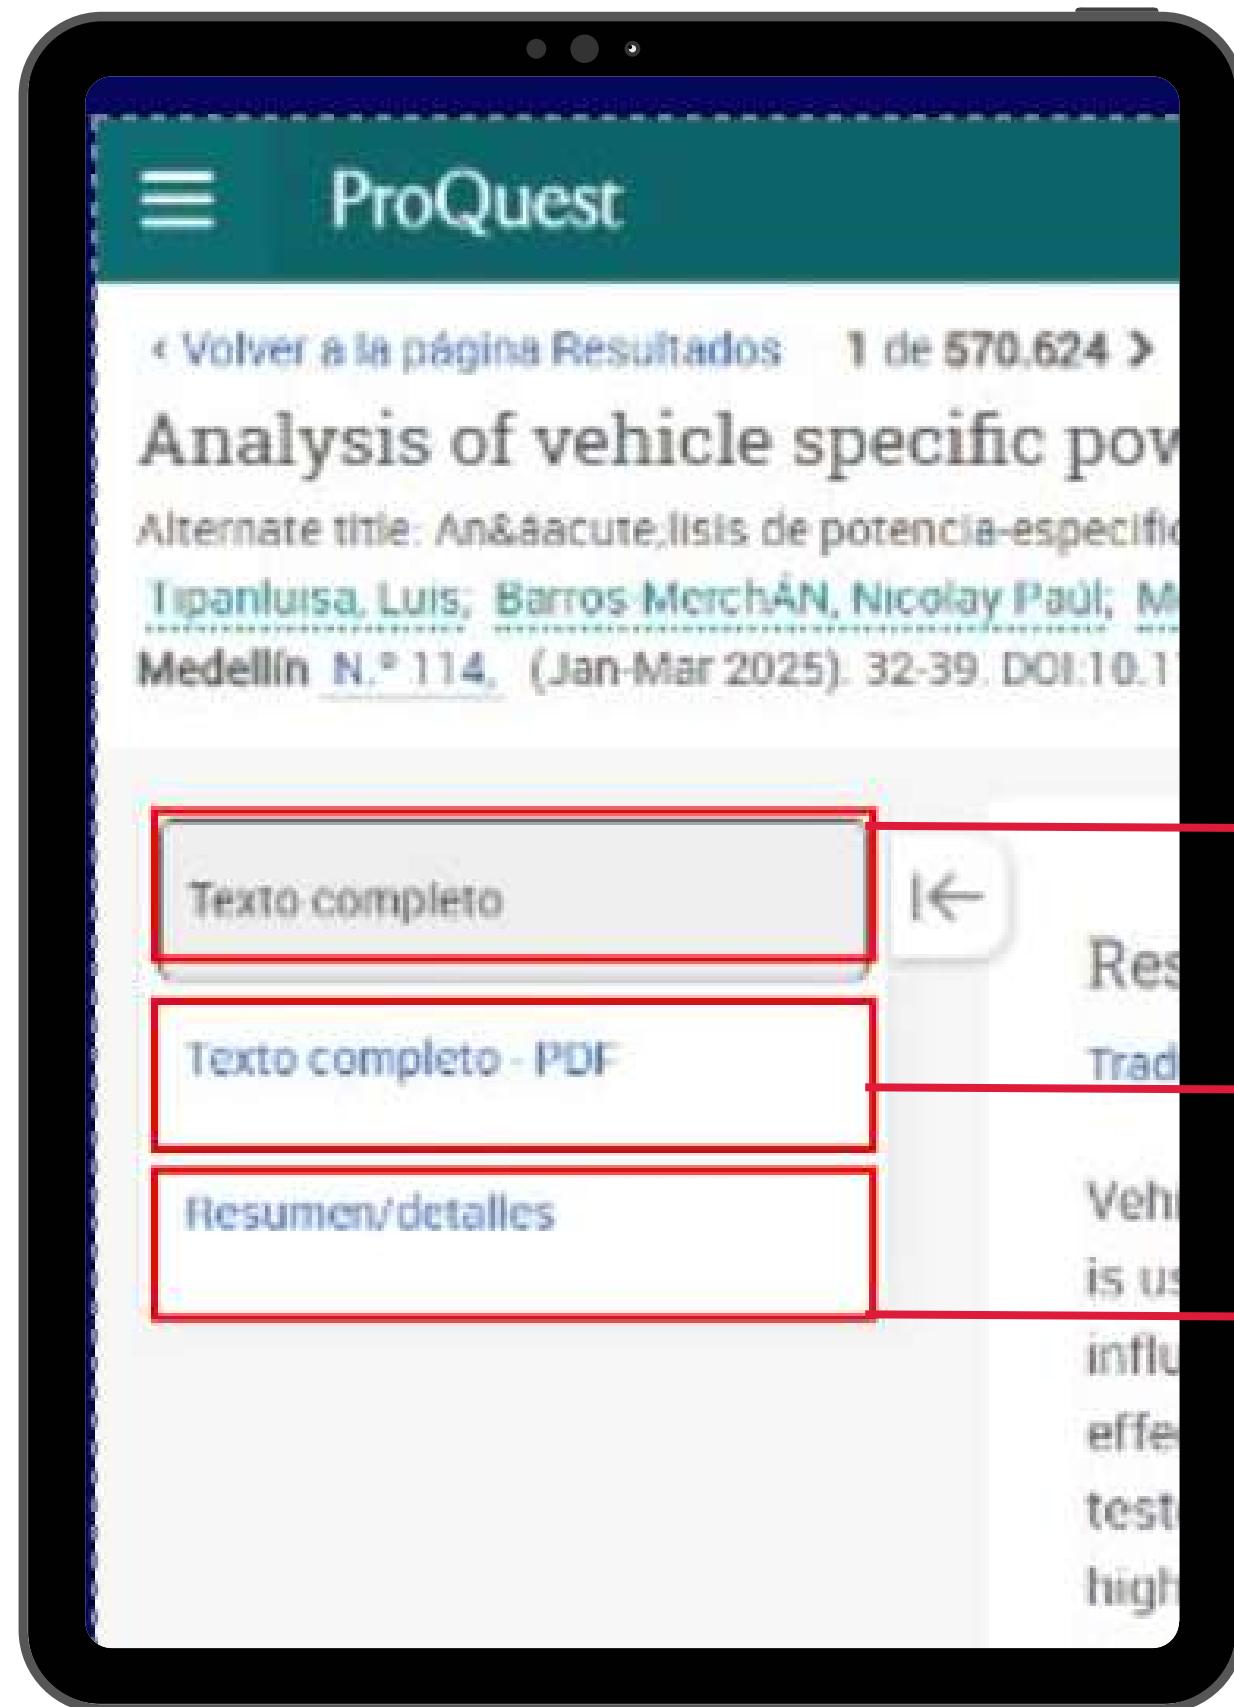 ProQuest
< Volver a la página Resultados 1 de 570.624 >
Analysis of vehicle specific pow
Alternate title: An&áacute;lisis de potencia-especific
Tipanluisa, Luis; Barros-MerchÁN, Nicolay Paúl; M
Medellín N.º 114, (Jan-Mar 2025): 32-39. DOI:10.1
Texto completo
Res
Texto completo - PDF
Trad
Resumen/detalles
Vehi
is us
influ
effe
test
high